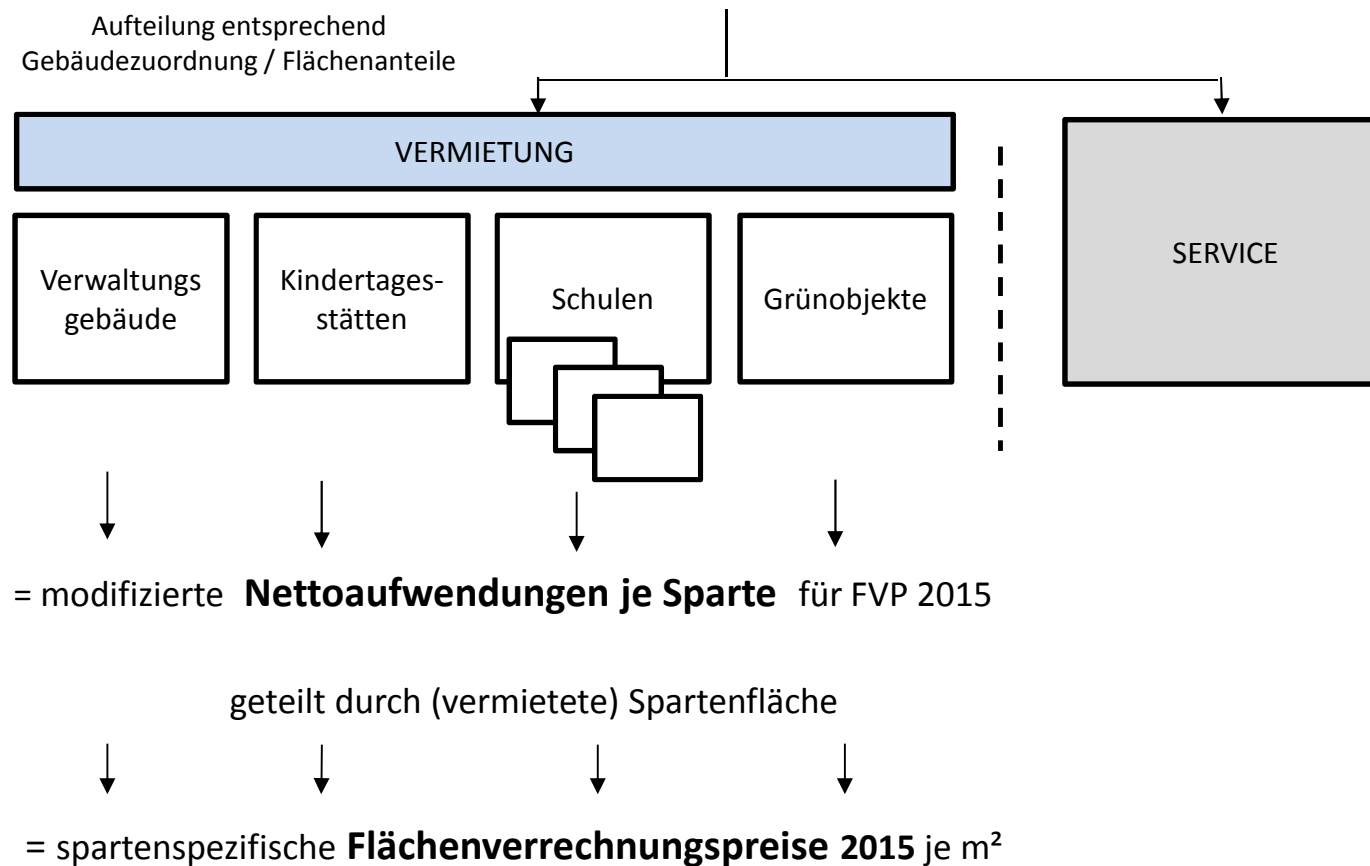 Aufteilung entsprechend
Gebäudezuordnung / Flächenanteile
VERMIETUNG
SERVICE
Verwaltungs
gebäude
Kindertages-
stätten
Schulen
Grünobjekte
= modifizierte Nettoaufwendungen je Sparte für FVP 2015
geteilt durch (vermietete) Spartenfläche
= spartenspezifische Flächenverrechnungspreise 2015 je m²